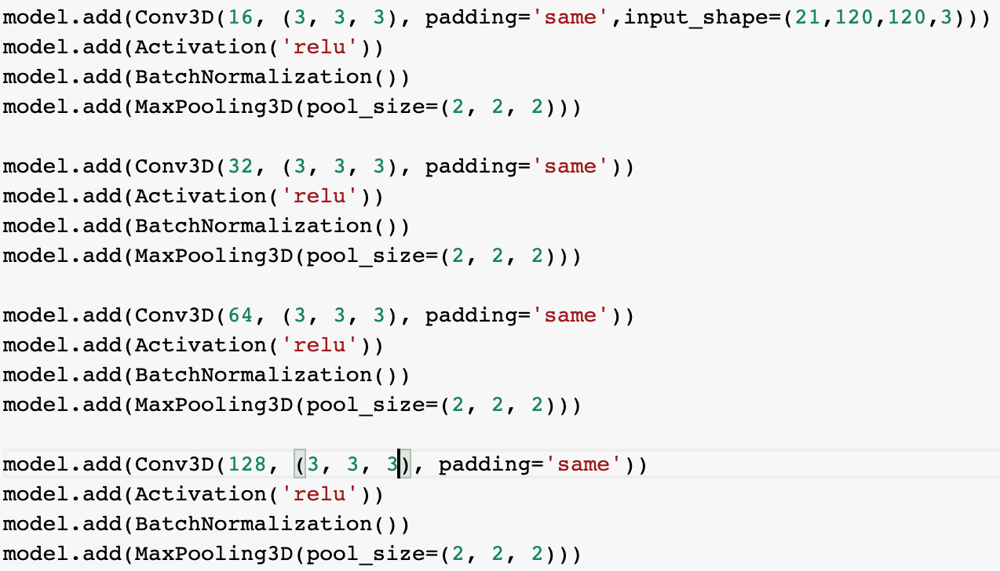 model.add(Conv3D(16, (3, 3, 3), padding='same',input_shape=(21,120,120,3)))
model.add(Activation('relu'))
model.add(BatchNormalization())
model.add(MaxPooling3D(pool_size=(2, 2, 2)))

model.add(Conv3D(32, (3, 3, 3), padding='same'))
model.add(Activation('relu'))
model.add(BatchNormalization())
model.add(MaxPooling3D(pool_size=(2, 2, 2)))

model.add(Conv3D(64, (3, 3, 3), padding='same'))
model.add(Activation('relu'))
model.add(BatchNormalization())
model.add(MaxPooling3D(pool_size=(2, 2, 2)))

model.add(Conv3D(128, (3, 3, 3), padding='same'))
model.add(Activation('relu'))
model.add(BatchNormalization())
model.add(MaxPooling3D(pool_size=(2, 2, 2)))